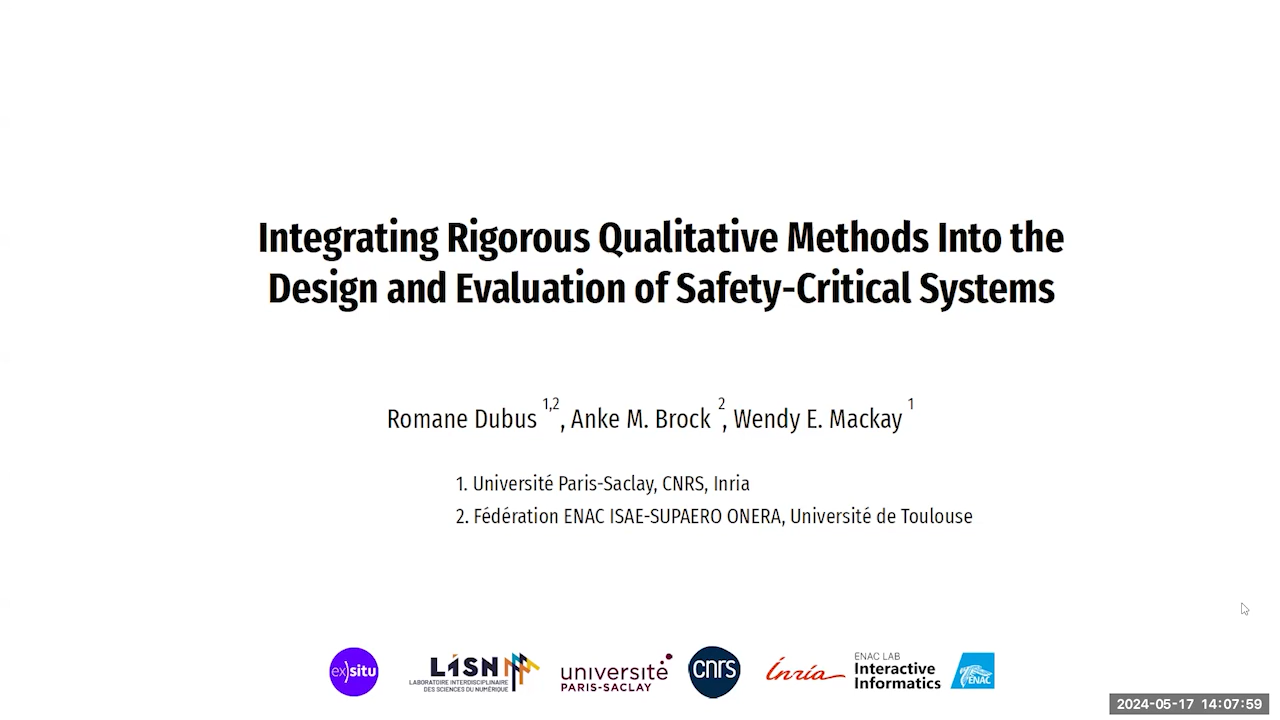 Integrating Rigorous Qualitative Methods Into the
Design and Evaluation of Safety-Critical Systems
Romane Dubus 1,2, Anke M. Brock 2, Wendy E. Mackay 1
1. Université Paris-Saclay, CNRS, Inria
2. Fédération ENAC ISAE-SUPAERO ONERA, Université de Toulouse
ex)situ
LISN
LABORATOIRE INTERDISCIPLINAIRE
DES SCIENCES DU NUMÉRIQUE
université
PARIS-SACLAY
cnrs
Inria
ENAC LAB
Interactive
Informatics
ENAC
2024-05-17 14:07:59